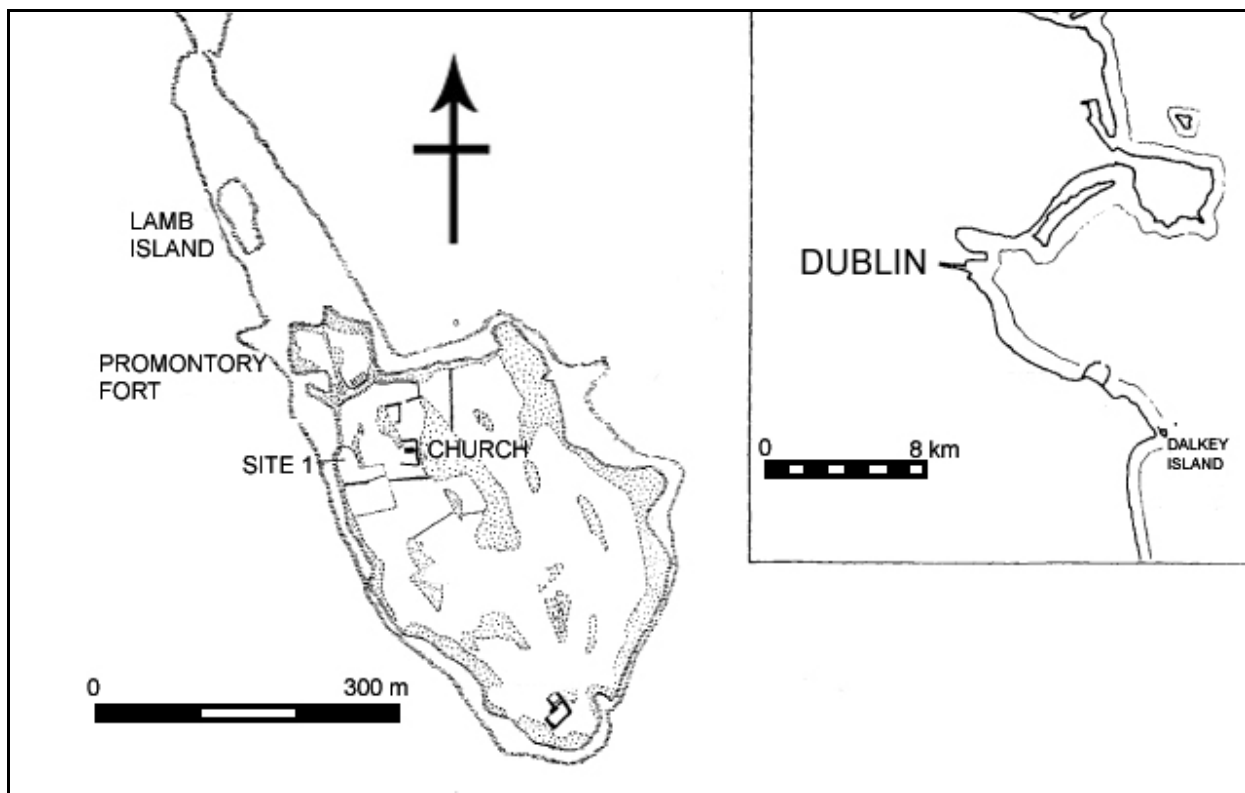 LAMB
ISLAND
PROMONTORY
FORT
SITE 1
CHURCH
0 300 m
DUBLIN
0 8 km
DALKEY
ISLAND